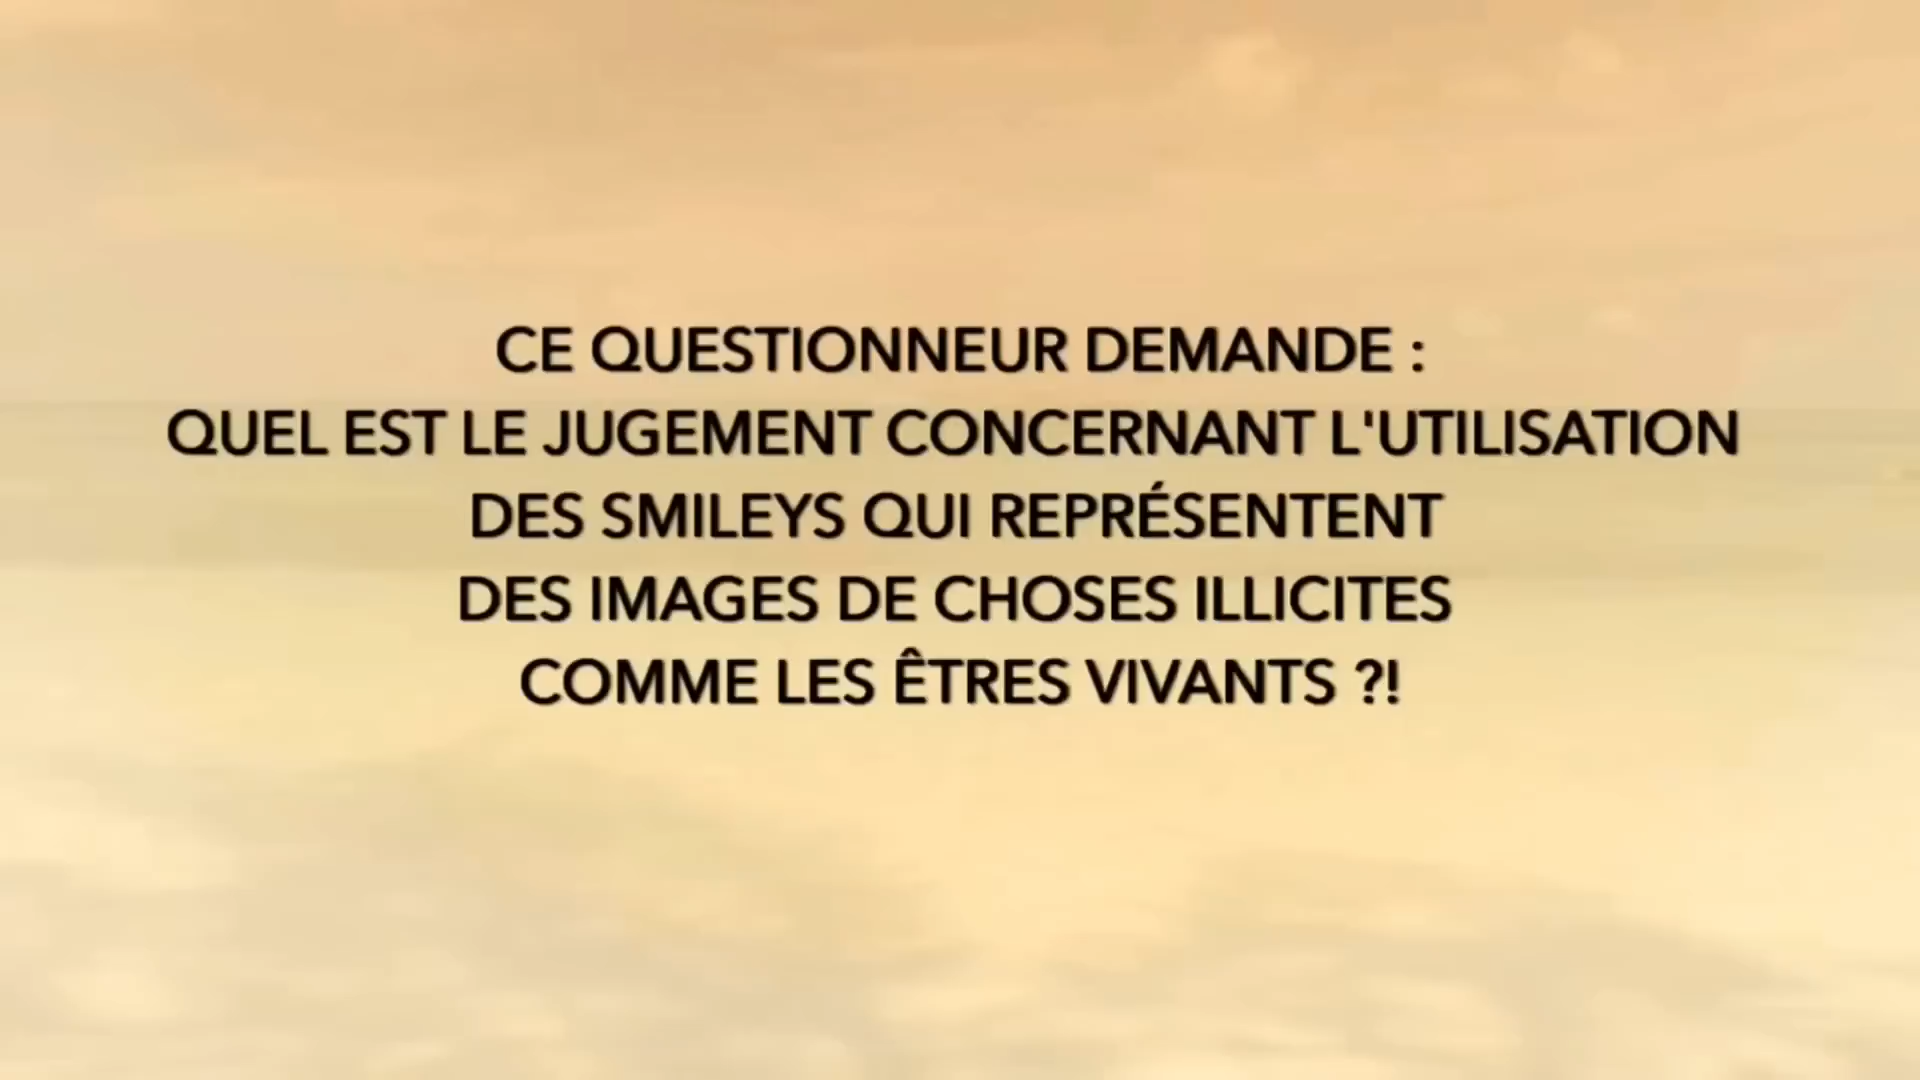 CE QUESTIONNEUR DEMANDE :
QUEL EST LE JUGEMENT CONCERNANT L'UTILISATION
DES SMILEYS QUI REPRÉSENTENT
DES IMAGES DE CHOSES ILLICITES
COMME LES ÊTRES VIVANTS ?!